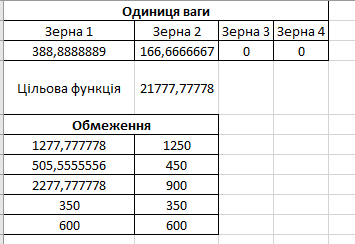 Одиниця ваги
Зерна 1 Зерна 2 Зерна 3 Зерна 4
388,8888889 166,6666667 0 0
Цільова функція 21777,77778
Обмеження
1277,777778 1250
505,5555556 450
2277,777778 900
350 350
600 600